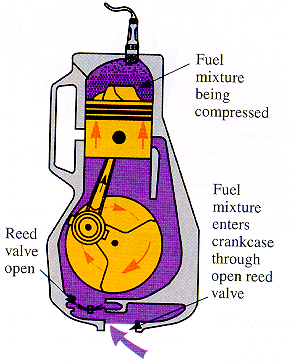 Fuel
mixture
being
compressed
Fuel
mixture
enters
crankcase
through
open reed
valve
Reed
valve
open